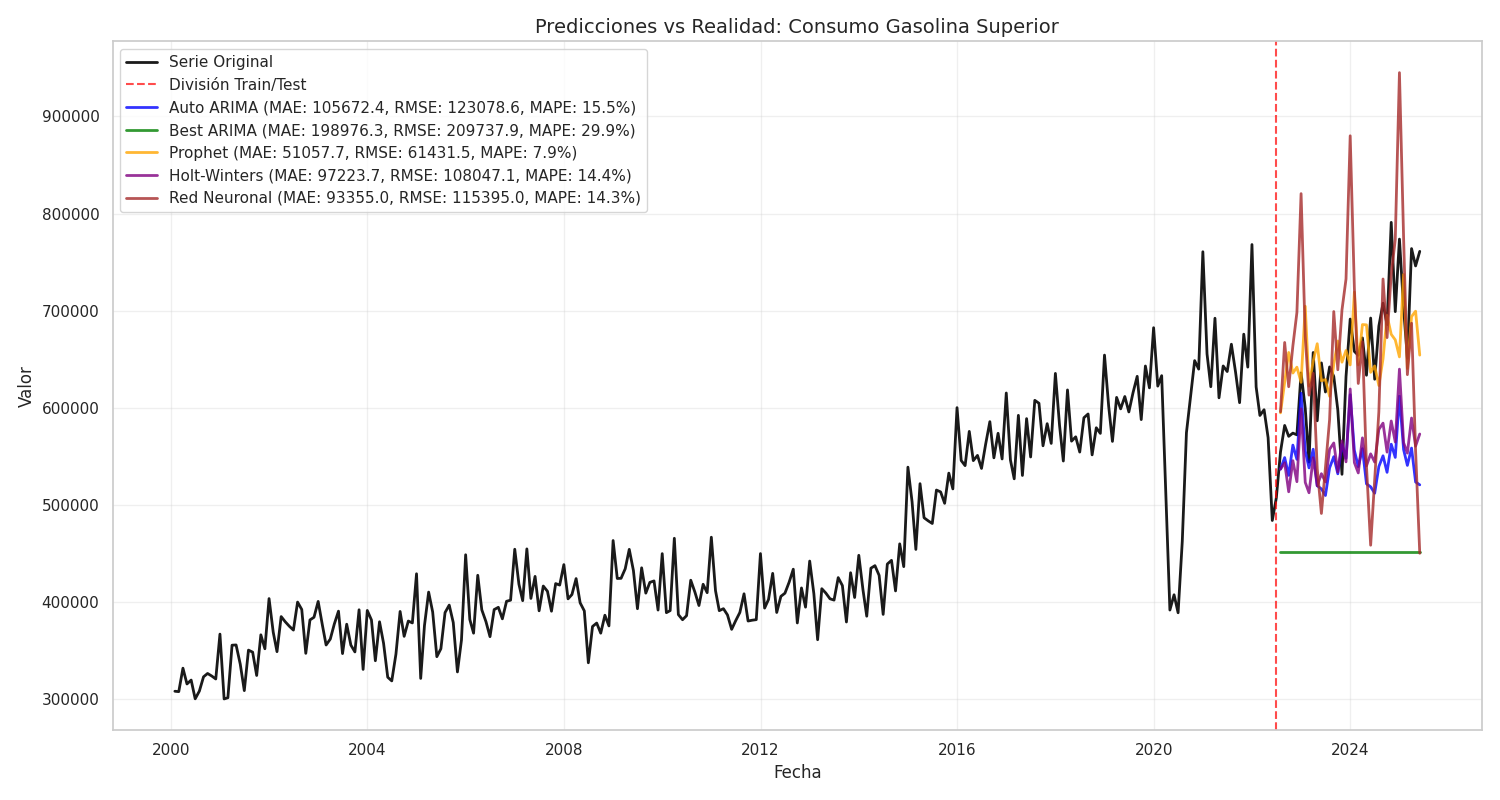 Predicciones vs Realidad: Consumo Gasolina Superior
Serie Original
División Train/Test
Auto ARIMA (MAE: 105672.4, RMSE: 123078.6, MAPE: 15.5%)
Best ARIMA (MAE: 198976.3, RMSE: 209737.9, MAPE: 29.9%)
Prophet (MAE: 51057.7, RMSE: 61431.5, MAPE: 7.9%)
Holt-Winters (MAE: 97223.7, RMSE: 108047.1, MAPE: 14.4%)
Red Neuronal (MAE: 93355.0, RMSE: 115395.0, MAPE: 14.3%)
Valor
900000
800000
700000
600000
500000
400000
300000
2000 2004 2008 2012 2016 2020 2024
Fecha